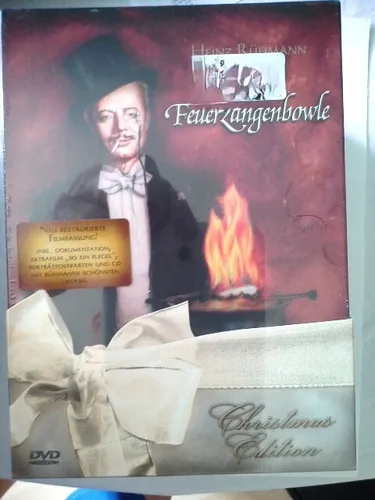 HEINZ RÜHMANN
Feuerzangenbowle
NEU RESTAURIERTE
FILMFASSUNG!
INKL. DOKUMENTATION,
EXTRAFILM „SO EIN FLEGEL",
PORTRÄTPOSTKARTEN UND CD
MIT RÜHMANNS SCHÖNSTEN
LIEDERN.
Christmas
Edition
DVD